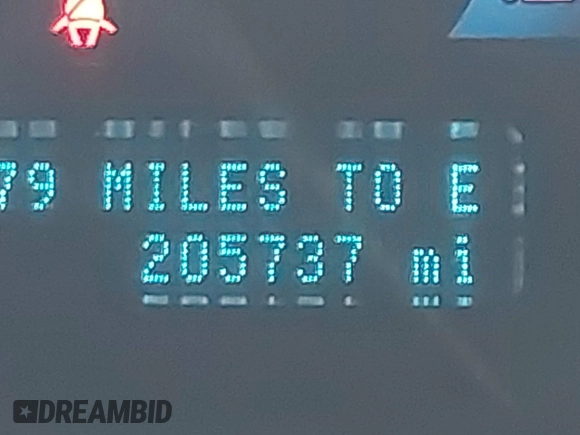 79 MILES TO E
205737 mi
DREAMBID